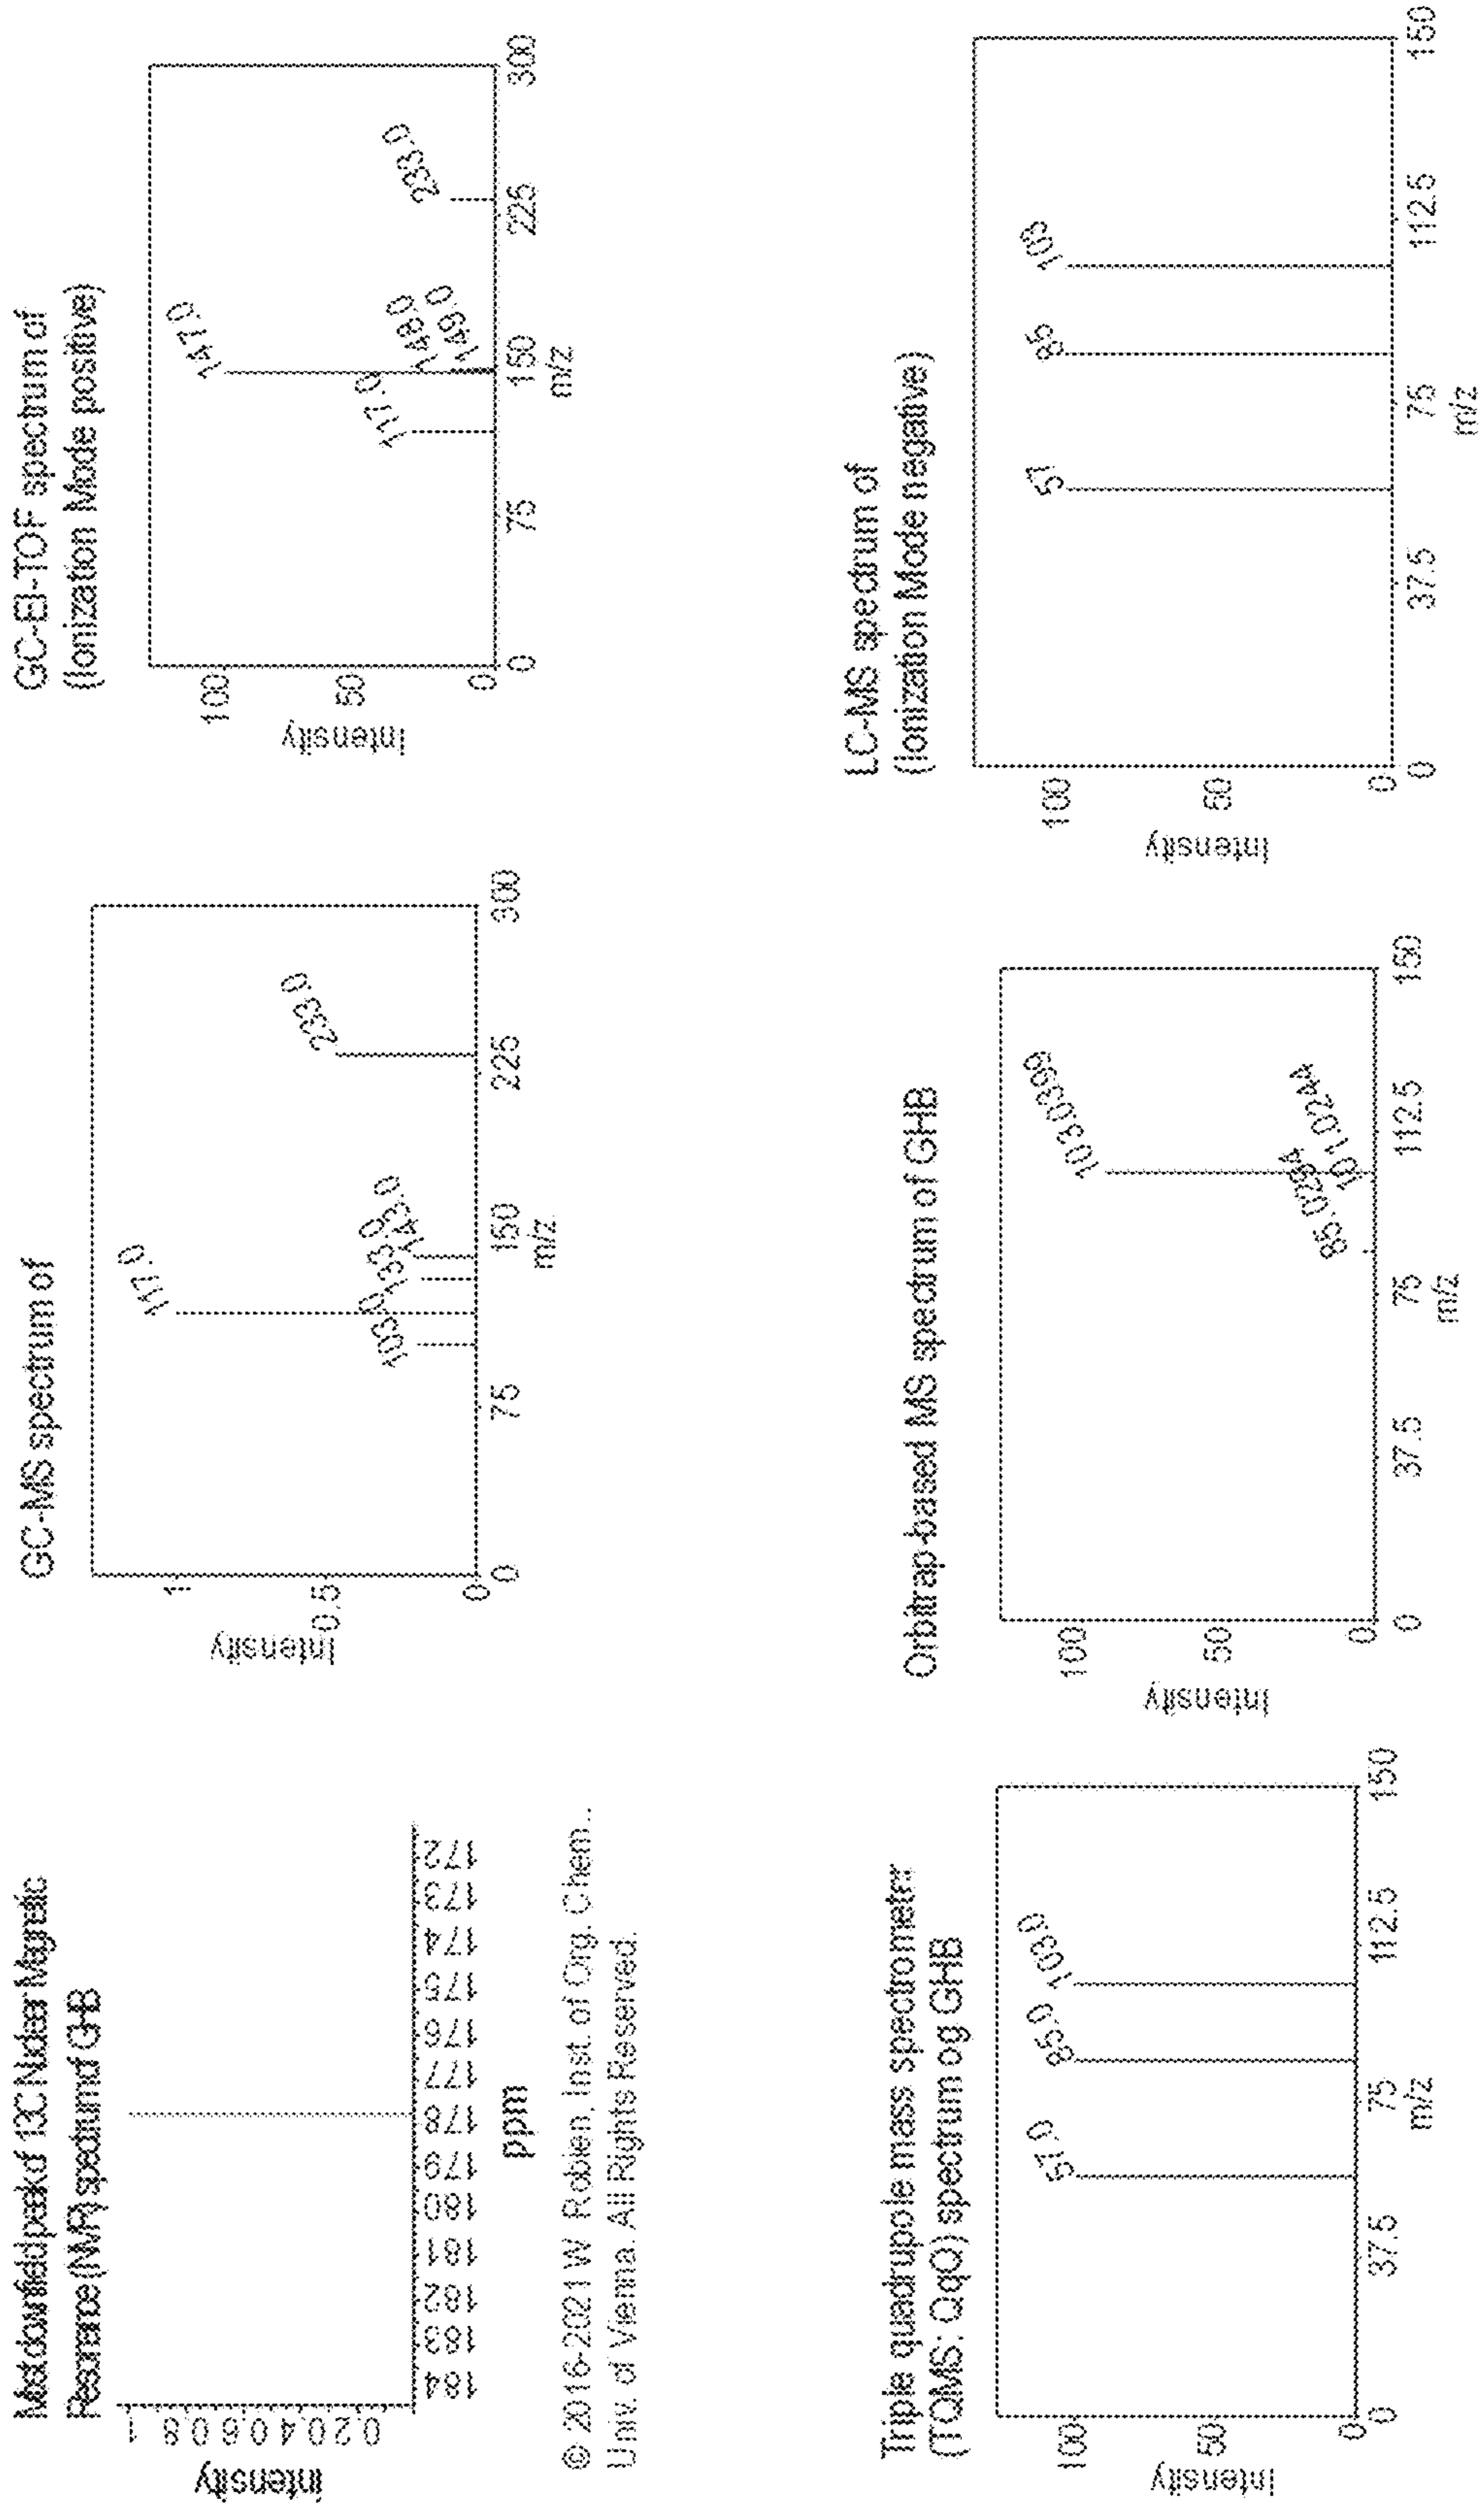 Most downfield peak of 13C Nuclear Magnetic
Resonance (NMR) spectrum of GHB
intensity
1
0.8
0.6
0.4
0.2
0
184 183 182 181 180 179 178 177 176 175 174 173 172
ppm
© 2016-2021 W Robien, Inst. of Org. Chem..
Univ. of Vienna. All Rights Reserved.
GC-MS spectrum of
Intensity
1
0.5
0
117.0
103.0
133.0
143.0
233.0
0 75 150 225 300
m/z
GC-EI-TOF spectrum of
(Ionization Mode positive)
Intensity
100
50
0
147.0
117.0
148.0
149.0
233.0
0 75 150 225 300
m/z
Triple quadrupole mass spectrometr
(TQMS: QqQ) spectrum og GHB
Intensity
100
50
0
57.0
85.0
103.0
0 37.5 75 112.5 150
m/z
Orbitrap-based MS spectrum of GHB
Intensity
100
50
0
103.0399
85.0294
101.0244
0 37.5 75 112.5 150
m/z
LC-MS spectrum of
(Ionization Mode negative)
Intensity
100
50
0
57
85
103
0 37.5 75 112.5 150
m/z